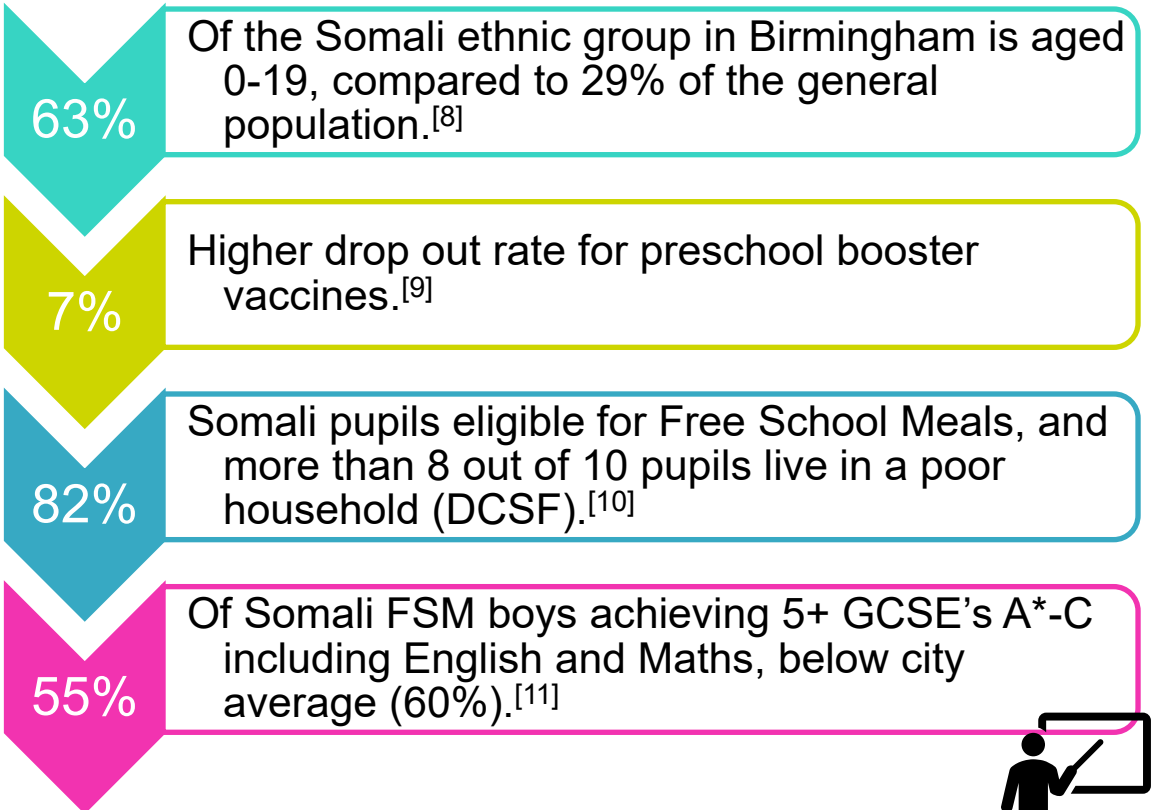 63%
Of the Somali ethnic group in Birmingham is aged
0-19, compared to 29% of the general
population.[8]
7%
Higher drop out rate for preschool booster
vaccines.[9]
82%
Somali pupils eligible for Free School Meals, and
more than 8 out of 10 pupils live in a poor
household (DCSF).[10]
55%
Of Somali FSM boys achieving 5+ GCSE’s A*-C
including English and Maths, below city
average (60%).[11]